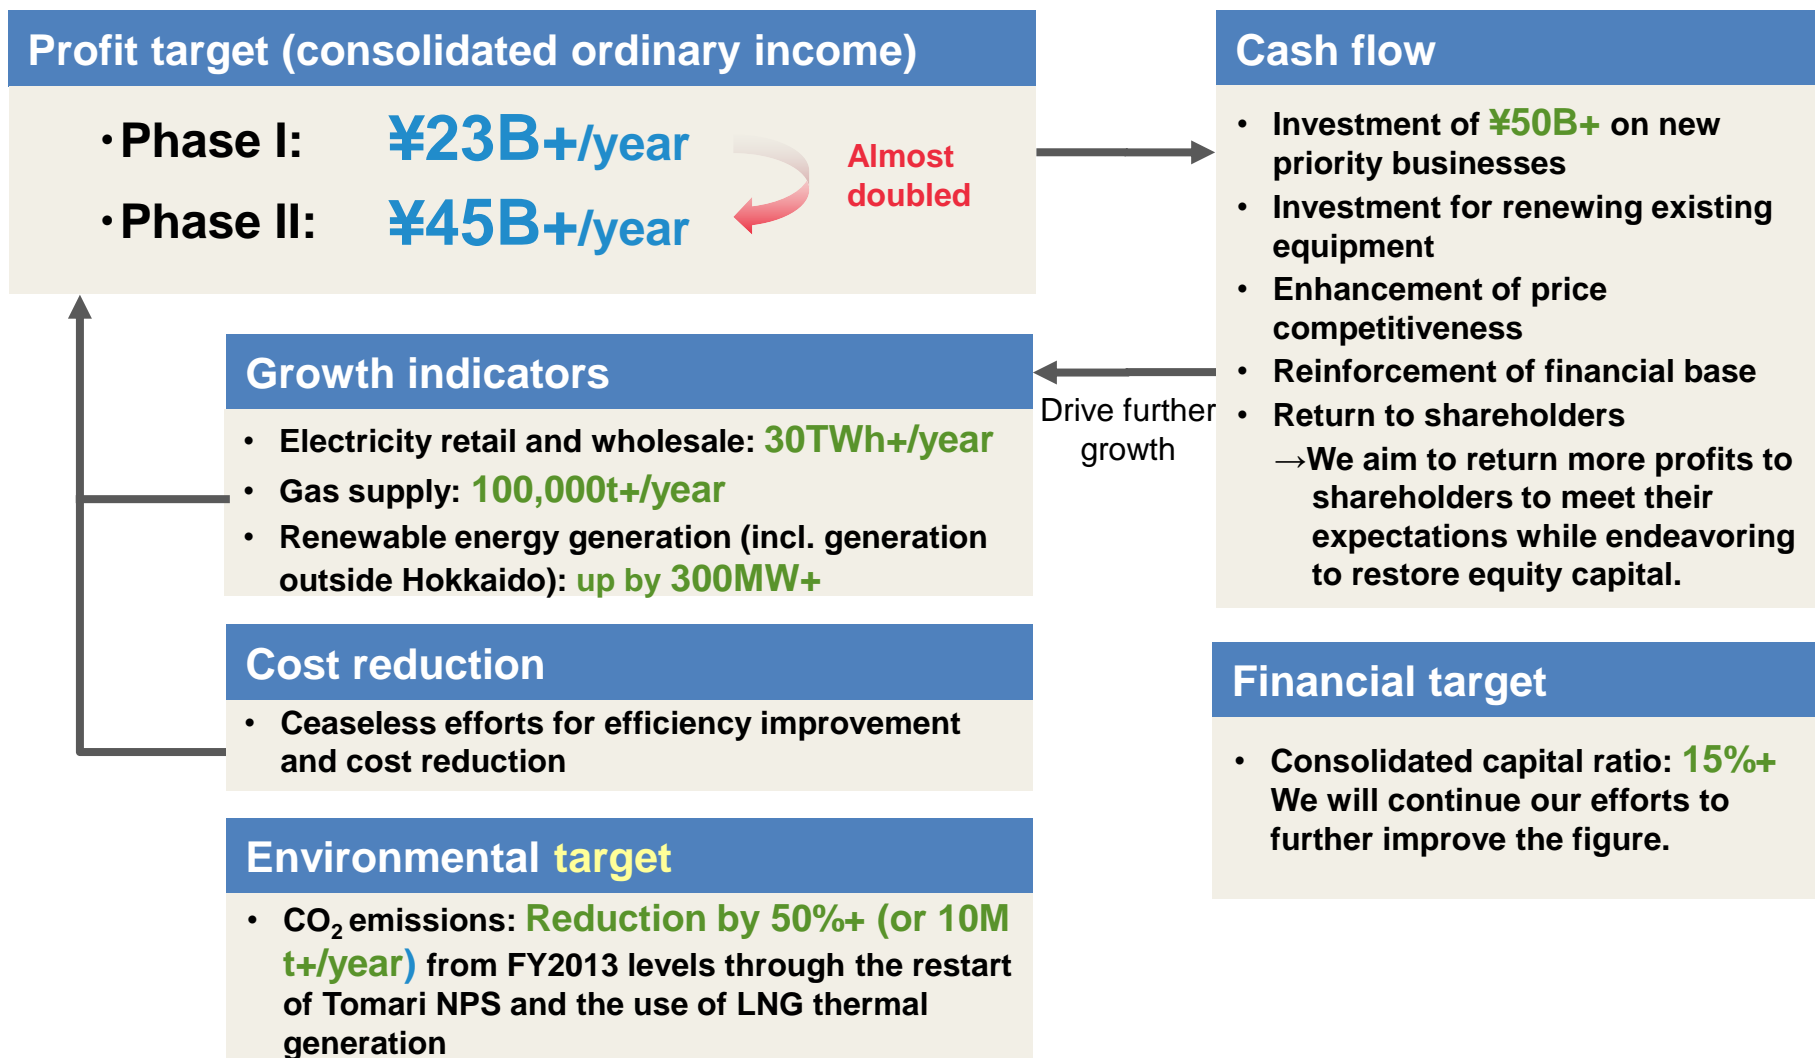 Profit target (consolidated ordinary income)
・Phase I: ¥23B+/year
・Phase II: ¥45B+/year
Almost
doubled
Cash flow
• Investment of ¥50B+ on new
priority businesses
• Investment for renewing existing
equipment
• Enhancement of price
competitiveness
• Reinforcement of financial base
• Return to shareholders
→We aim to return more profits to
shareholders to meet their
expectations while endeavoring
to restore equity capital.
Drive further
growth
Growth indicators
• Electricity retail and wholesale: 30TWh+/year
• Gas supply: 100,000t+/year
• Renewable energy generation (incl. generation
outside Hokkaido): up by 300MW+
Cost reduction
• Ceaseless efforts for efficiency improvement
and cost reduction
Financial target
• Consolidated capital ratio: 15%+
We will continue our efforts to
further improve the figure.
Environmental target
• CO₂ emissions: Reduction by 50%+ (or 10M
t+/year) from FY2013 levels through the restart
of Tomari NPS and the use of LNG thermal
generation